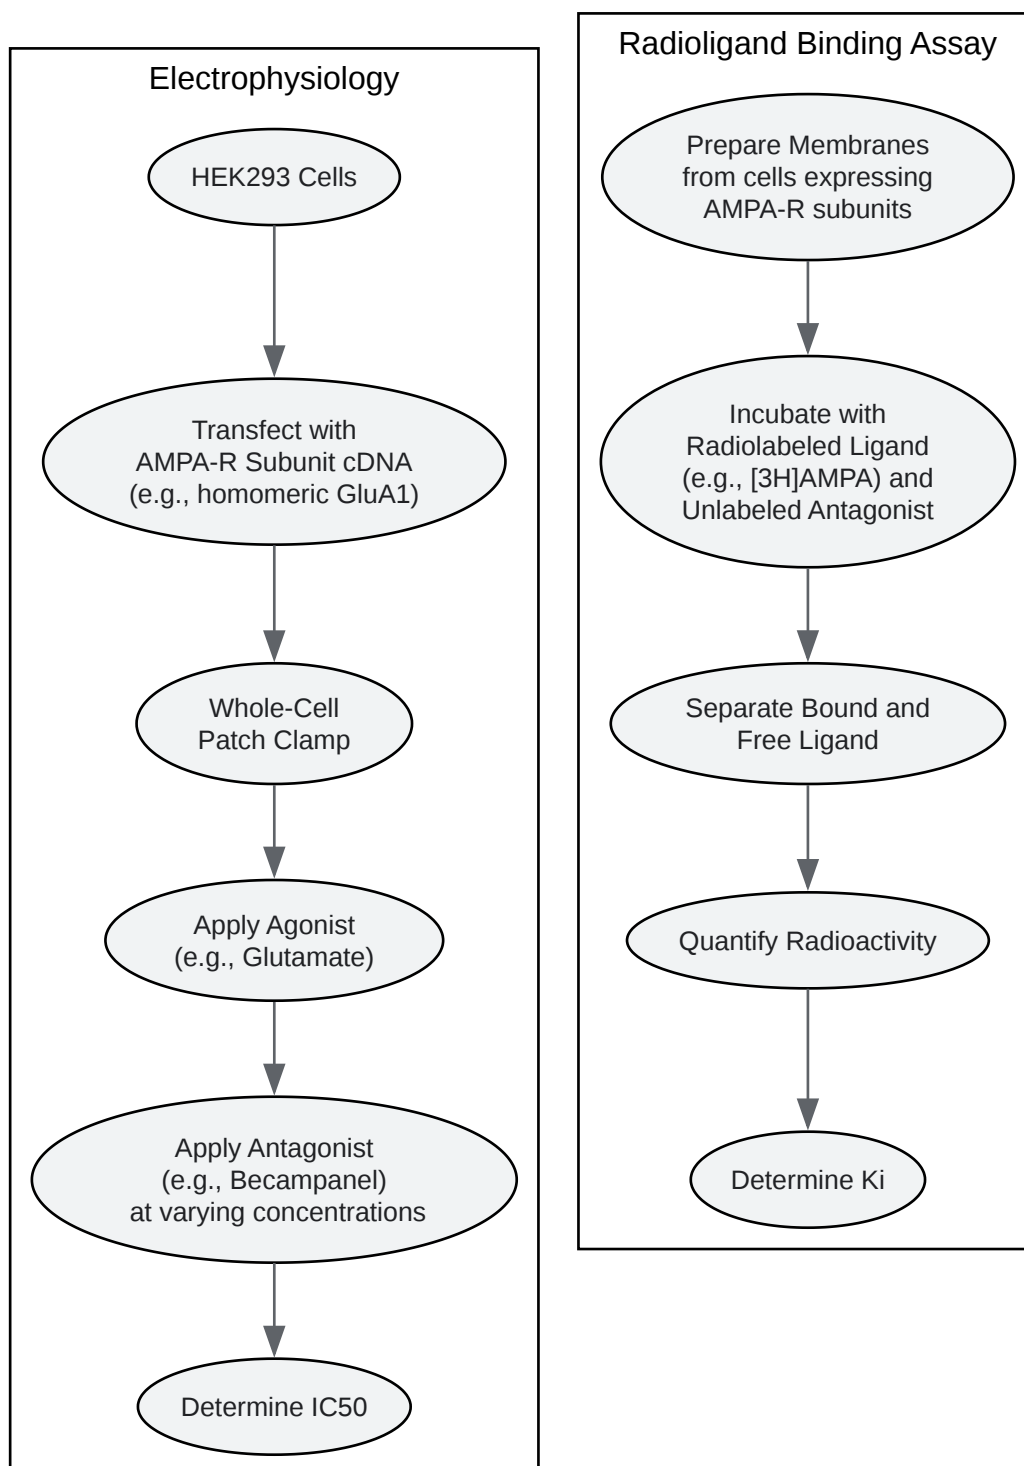 Electrophysiology
HEK293 Cells
Transfect with
AMPA-R Subunit cDNA
(e.g., homomeric GluA1)
Whole-Cell
Patch Clamp
Apply Agonist
(e.g., Glutamate)
Apply Antagonist
(e.g., Becampanel)
at varying concentrations
Determine IC50
Radioligand Binding Assay
Prepare Membranes
from cells expressing
AMPA-R subunits
Incubate with
Radiolabeled Ligand
(e.g., [3H]AMPA) and
Unlabeled Antagonist
Separate Bound and
Free Ligand
Quantify Radioactivity
Determine Ki